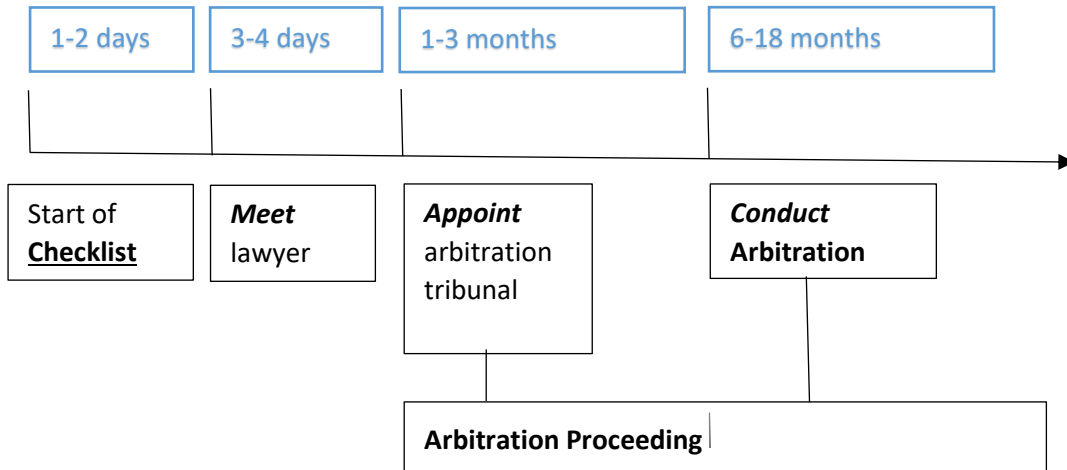 1-2 days
3-4 days
1-3 months
6-18 months
Start of
Checklist
Meet
lawyer
Appoint
arbitration
tribunal
Conduct
Arbitration
Arbitration Proceeding